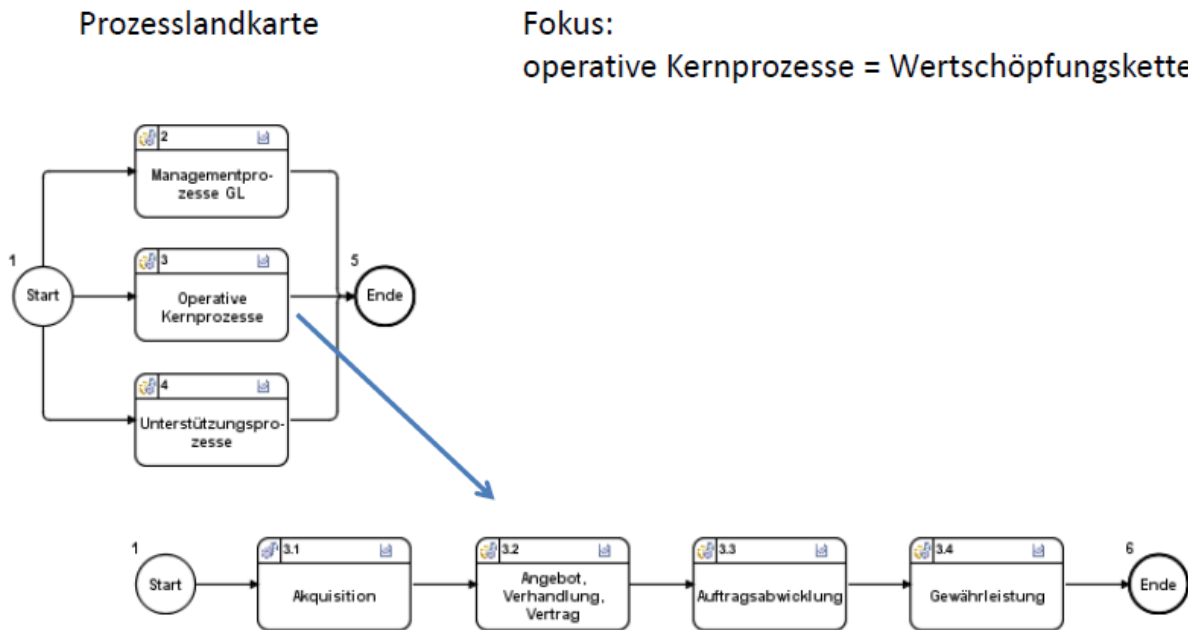 Prozesslandkarte
Fokus:
operative Kernprozesse = Wertschöpfungskette
2
Managementpro-
zesse GL
1
Start
3
Operative
Kernprozesse
5
Ende
4
Unterstützungspro-
zesse
1
Start
3.1
Akquisition
3.2
Angebot,
Verhandlung,
Vertrag
3.3
Auftragsabwicklung
3.4
Gewährleistung
6
Ende